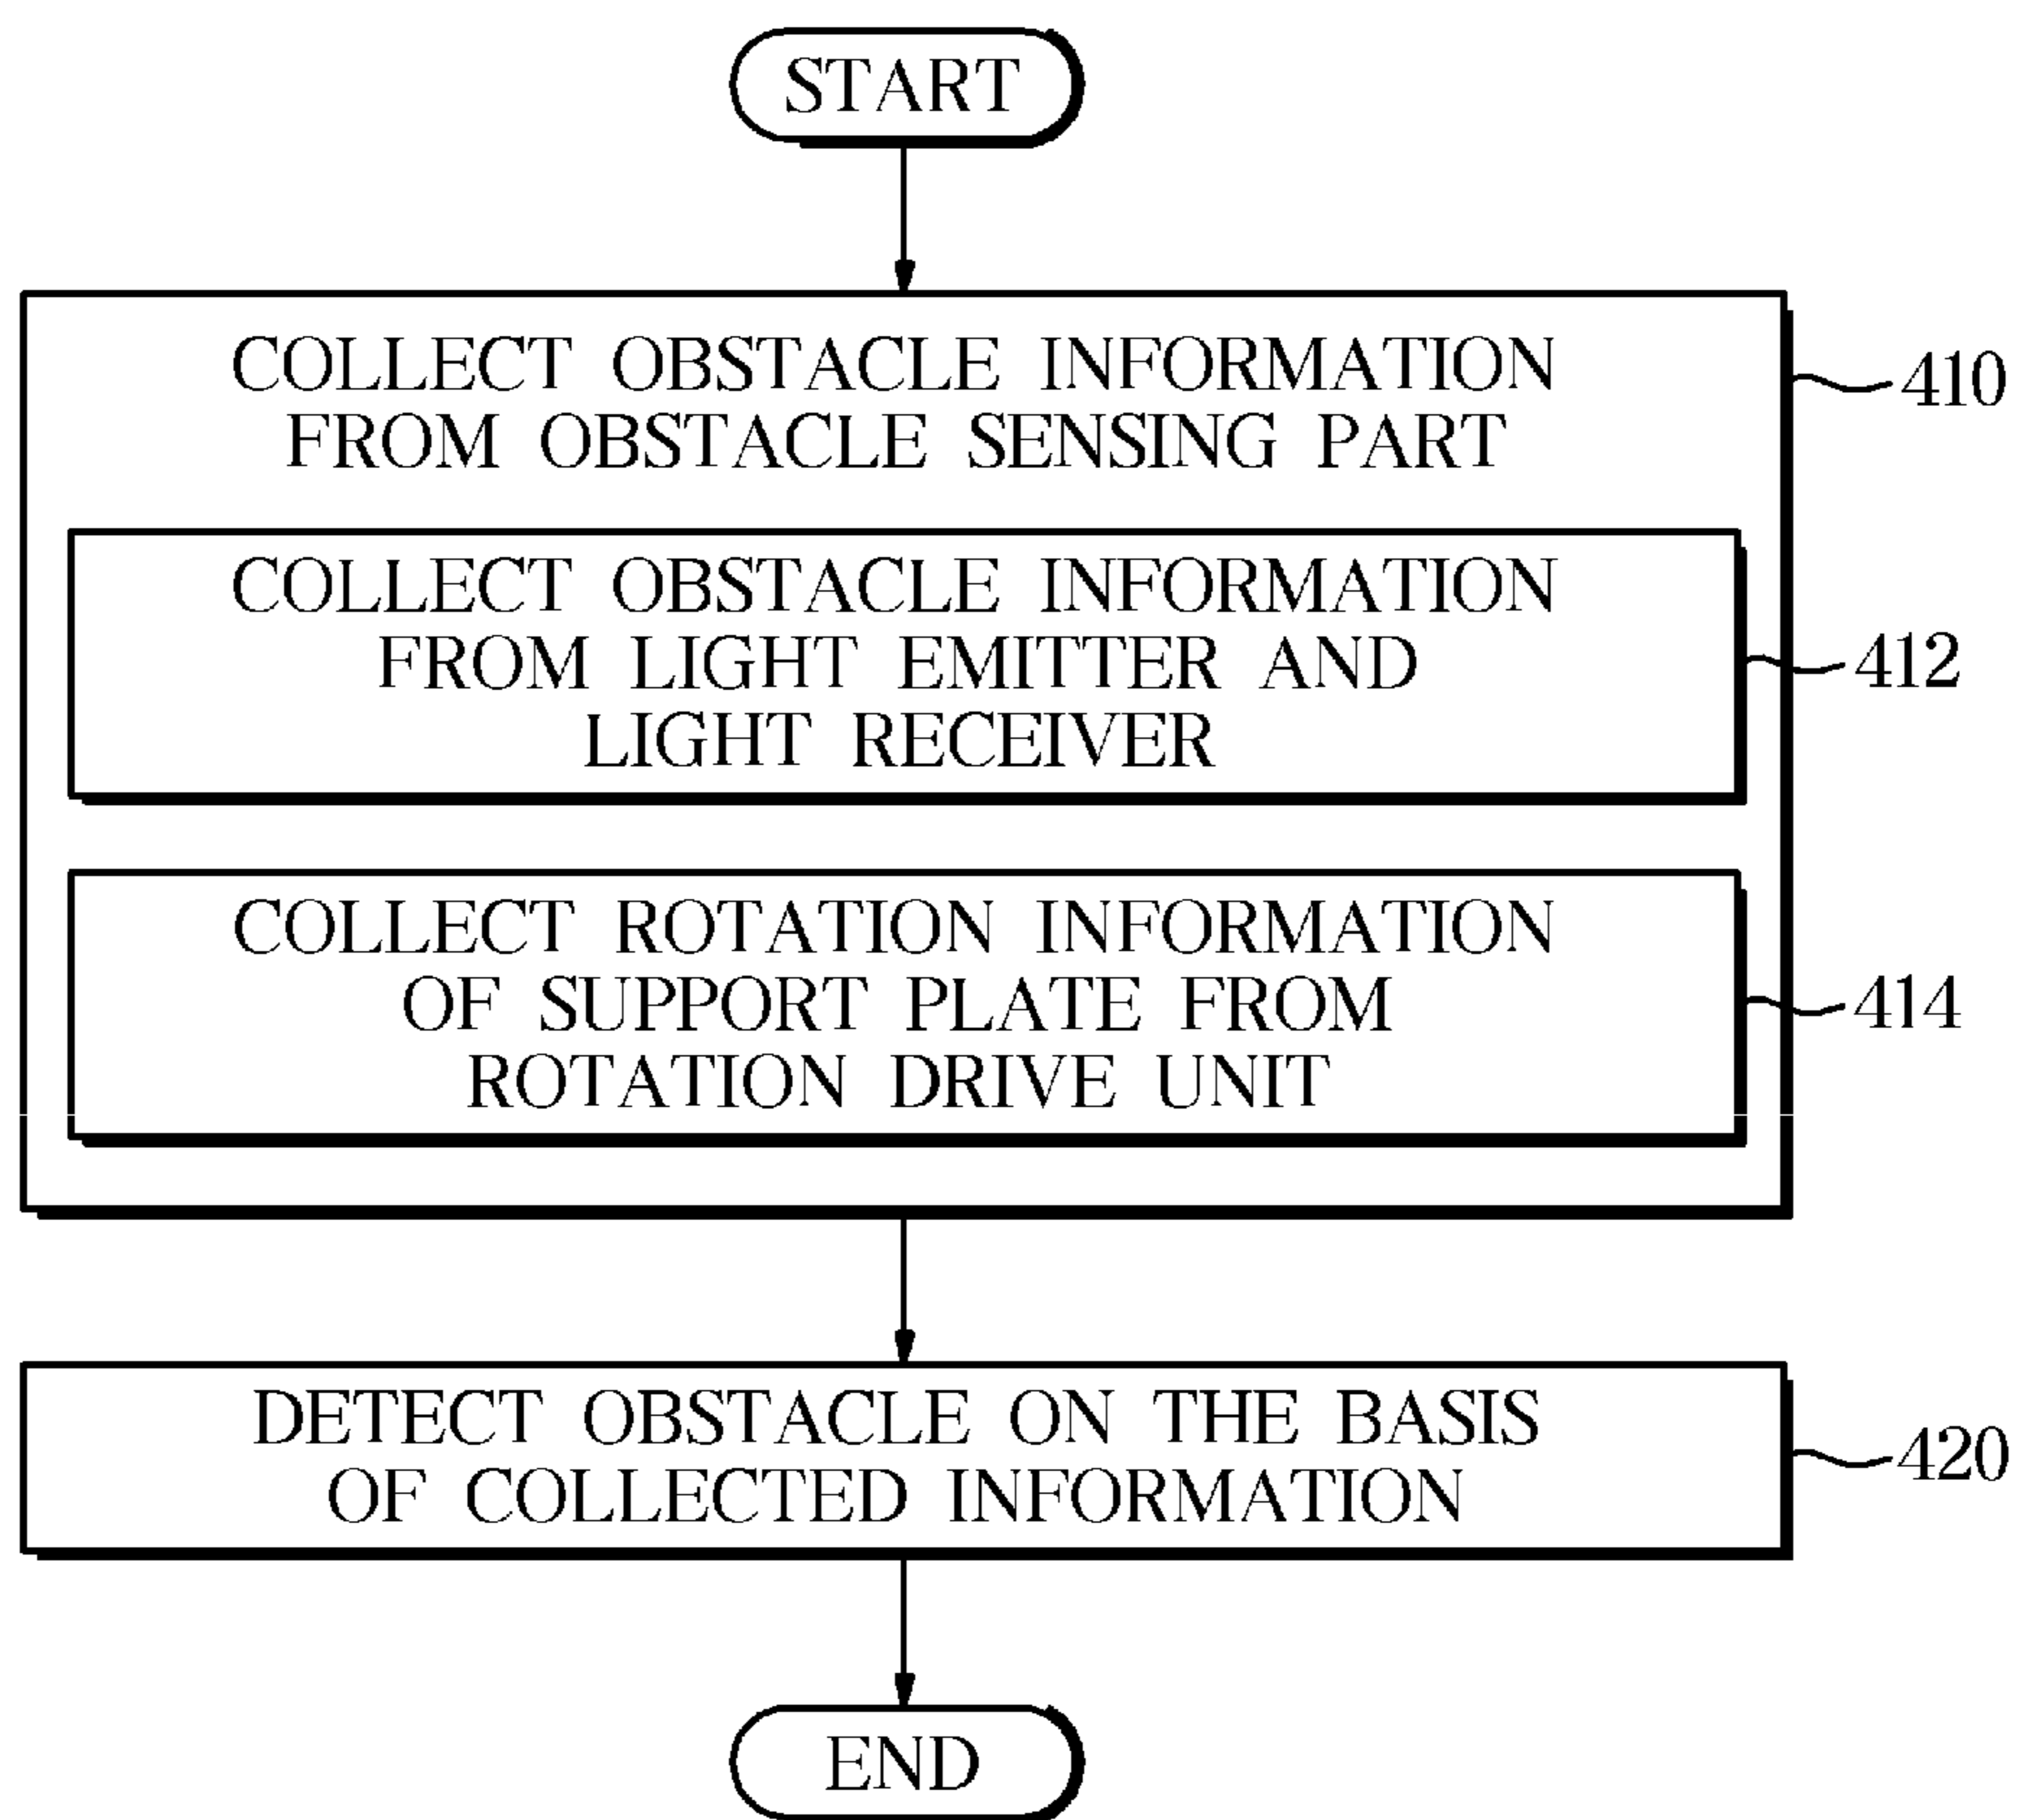 START
COLLECT OBSTACLE INFORMATION
FROM OBSTACLE SENSING PART
410
COLLECT OBSTACLE INFORMATION
FROM LIGHT EMITTER AND
LIGHT RECEIVER
412
COLLECT ROTATION INFORMATION
OF SUPPORT PLATE FROM
ROTATION DRIVE UNIT
414
DETECT OBSTACLE ON THE BASIS
OF COLLECTED INFORMATION
420
END